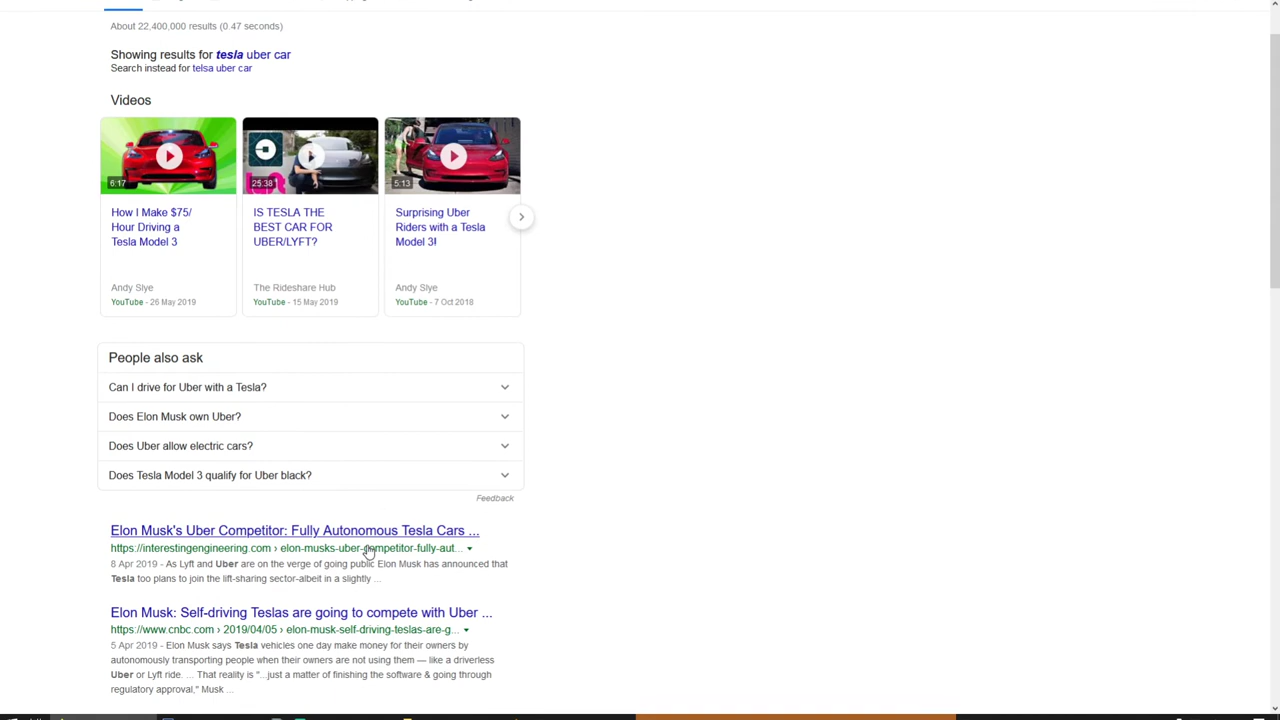 About 22,400,000 results (0.47 seconds)
Showing results for tesla uber car
Search instead for telsa uber car
Videos
6:17
25:38
5:13
How I Make $75/
Hour Driving a
Tesla Model 3
Andy Slye
YouTube - 26 May 2019
IS TESLA THE
BEST CAR FOR
UBER/LYFT?
The Rideshare Hub
YouTube - 15 May 2019
Surprising Uber
Riders with a Tesla
Model 3!
Andy Slye
YouTube - 7 Oct 2018
People also ask
Can I drive for Uber with a Tesla?
Does Elon Musk own Uber?
Does Uber allow electric cars?
Does Tesla Model 3 qualify for Uber black?
Feedback
Elon Musk's Uber Competitor: Fully Autonomous Tesla Cars ...
https://interestingengineering.com › elon-musks-uber-competitor-fully-aut...
8 Apr 2019 - As Lyft and Uber are on the verge of going public Elon Musk has announced that
Tesla too plans to join the lift-sharing sector-albeit in a slightly ...
Elon Musk: Self-driving Teslas are going to compete with Uber ...
https://www.cnbc.com › 2019/04/05 › elon-musk-self-driving-teslas-are-g...
5 Apr 2019 - Elon Musk says Tesla vehicles one day make money for their owners by
autonomously transporting people when their owners are not using them — like a driverless
Uber or Lyft ride. ... That reality is "...just a matter of finishing the software & going through
regulatory approval," Musk ...